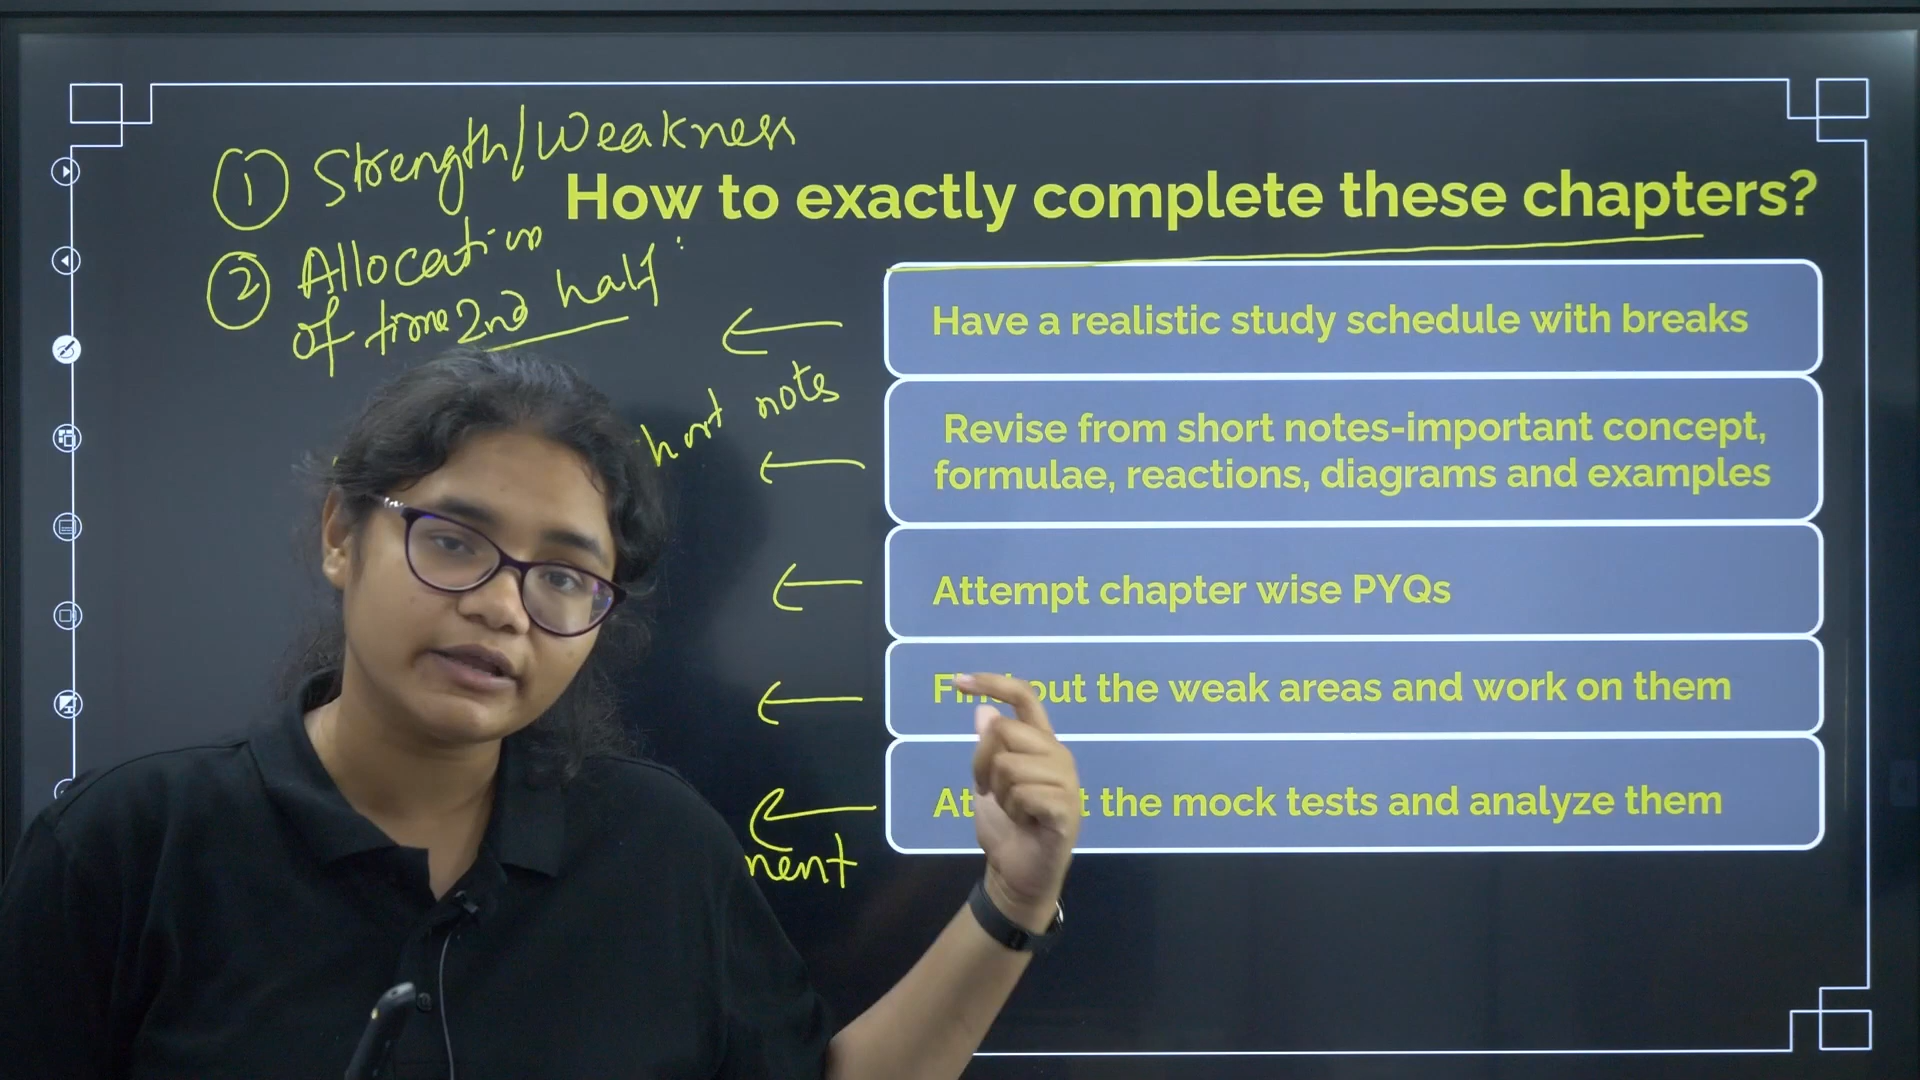 ① Strength/Weakness
How to exactly complete these chapters?
② Allocation
of time 2nd half
Have a realistic study schedule with breaks
hort notes
Revise from short notes-important concept,
formulae, reactions, diagrams and examples
Attempt chapter wise PYQs
out the weak areas and work on them
the mock tests and analyze them
ment